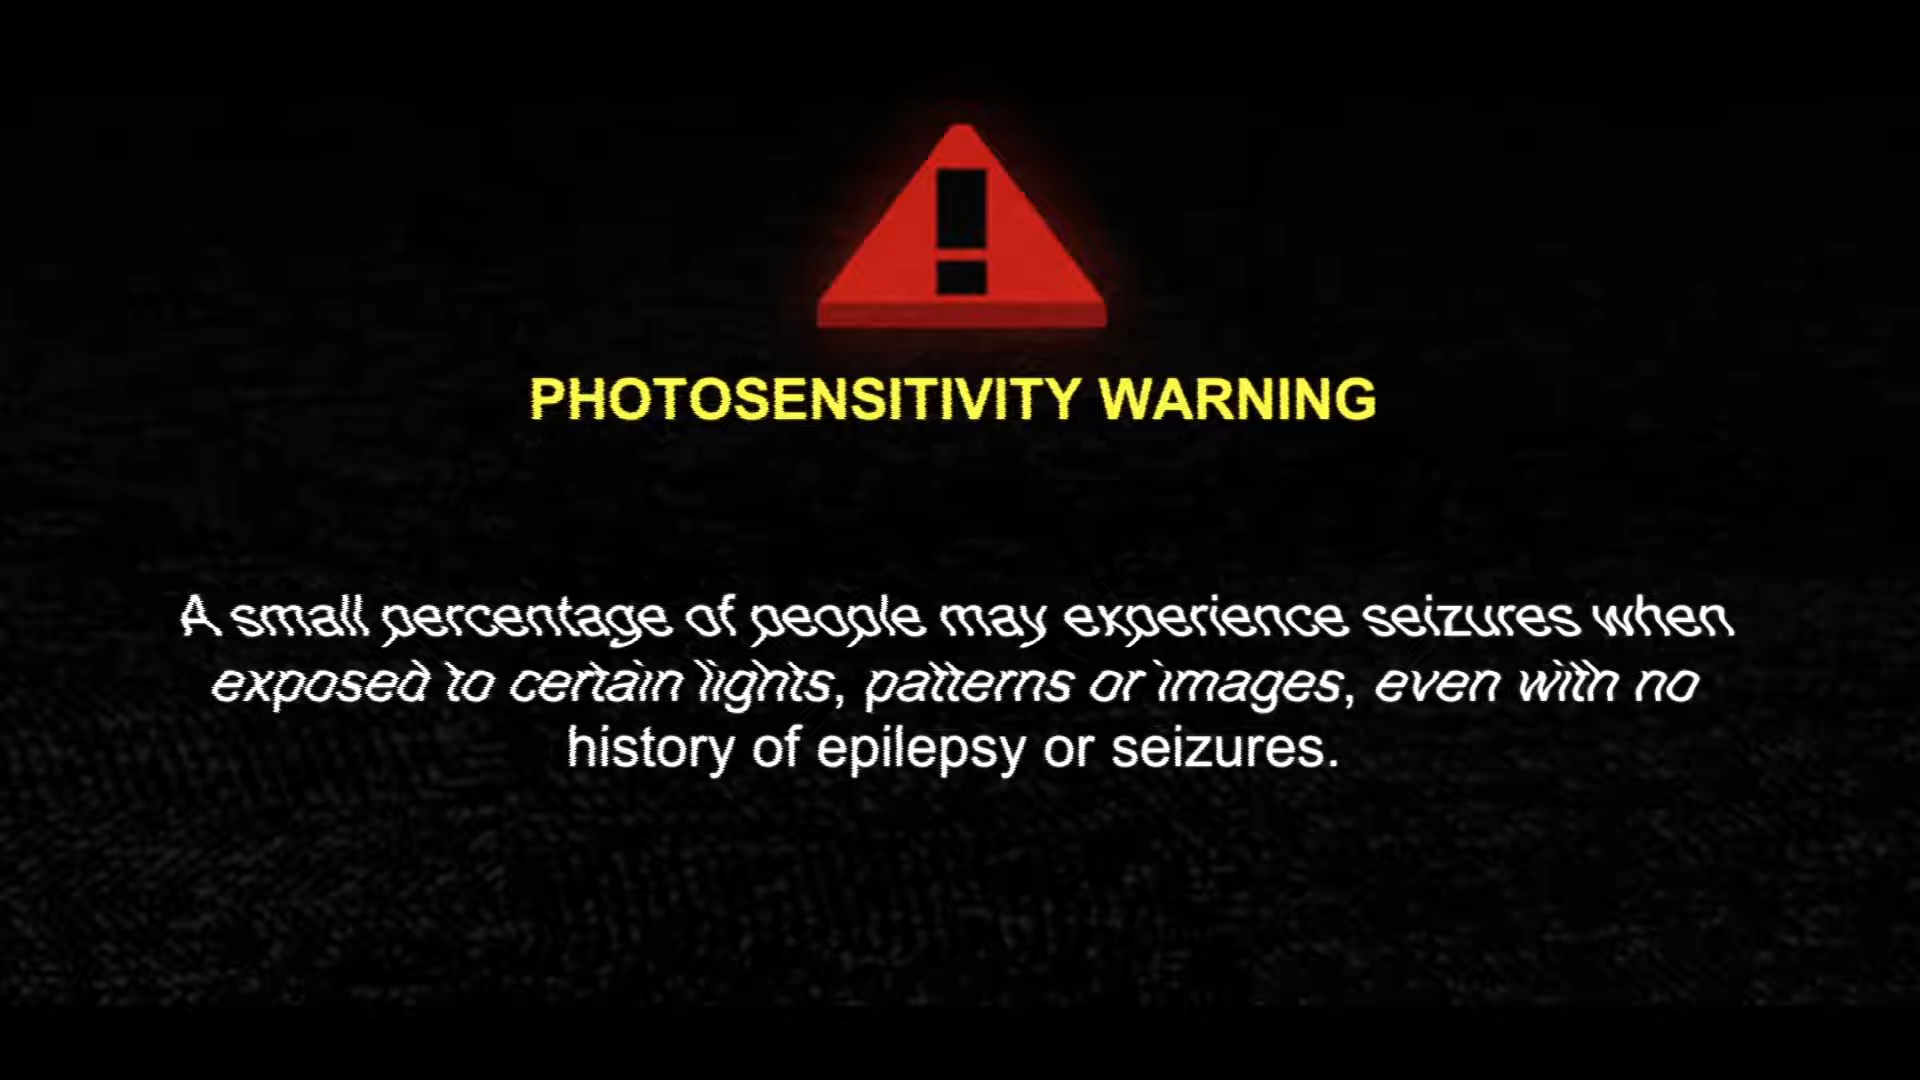 PHOTOSENSITIVITY WARNING
A small percentage of people may experience seizures when
exposed to certain lights, patterns or images, even with no
history of epilepsy or seizures.